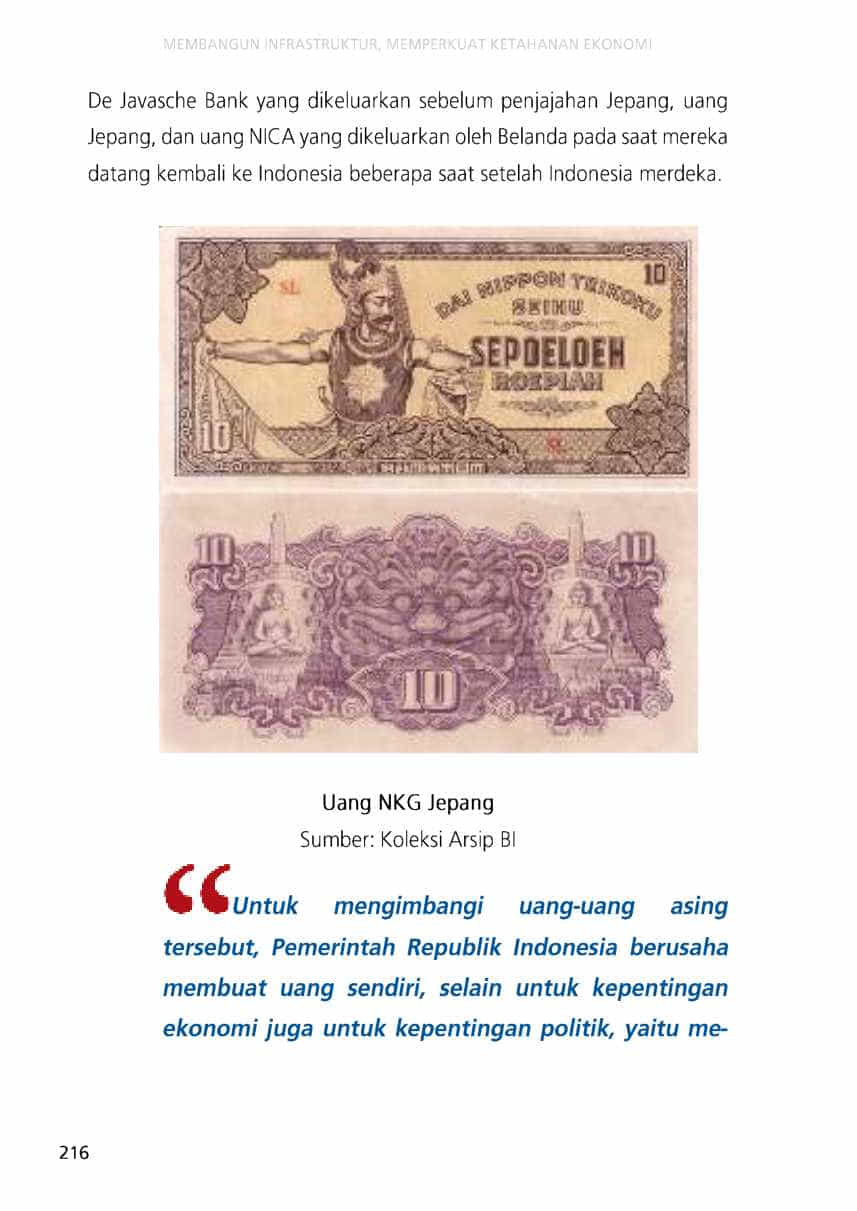 MEMBANGUN INFRASTRUKTUR, MEMPERKUAT KETAHANAN EKONOMI
De Javasche Bank yang dikeluarkan sebelum penjajahan Jepang, uang
Jepang, dan uang NICA yang dikeluarkan oleh Belanda pada saat mereka
datang kembali ke Indonesia beberapa saat setelah Indonesia merdeka.
10
SL
DAI NIPPON TEIKOKU
SEIHU
SEPOELOEH
ROEPIAH
10
SL
10
10
10
Uang NKG Jepang
Sumber: Koleksi Arsip BI
“Untuk mengimbangi uang-uang asing
tersebut, Pemerintah Republik Indonesia berusaha
membuat uang sendiri, selain untuk kepentingan
ekonomi juga untuk kepentingan politik, yaitu me-
216